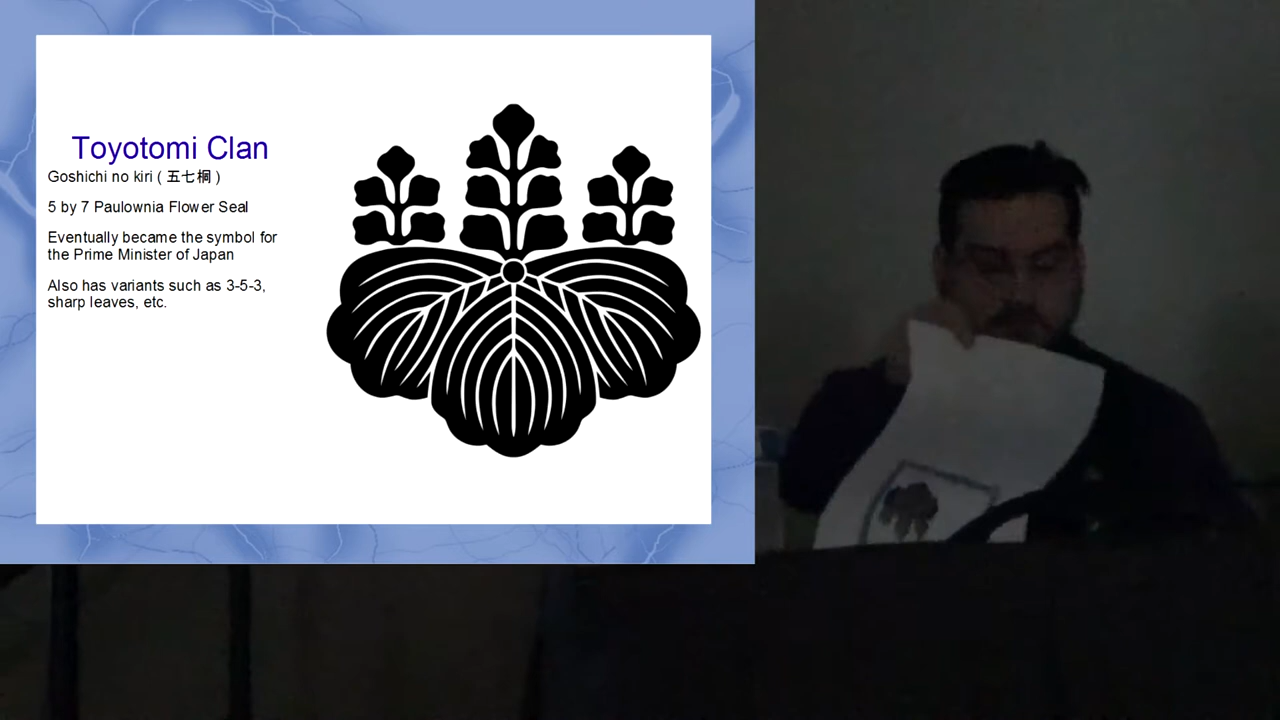 Toyotomi Clan
Goshichi no kiri ( 五七桐 )
5 by 7 Paulownia Flower Seal
Eventually became the symbol for
the Prime Minister of Japan
Also has variants such as 3-5-3,
sharp leaves, etc.